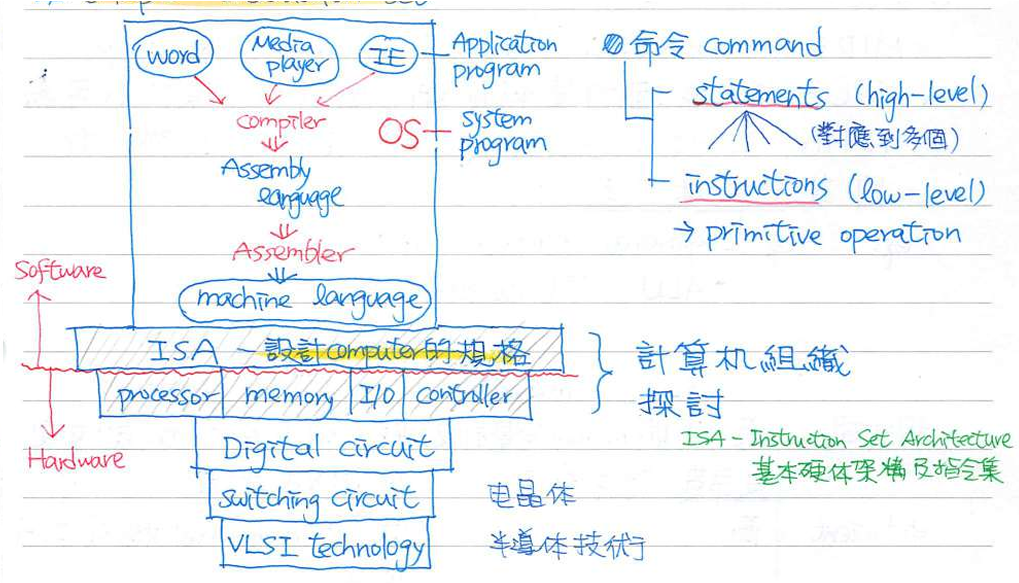 word
Media
player
IE
Application
program
compiler
OS
system
program
Assembly
language
Assembler
machine language
Software
Hardware
ISA - 設計computer的規格
processor
memory
I/O
controller
Digital circuit
switching circuit
VLSI technology
命令 command
statements (high-level)
(對應到多個)
instructions (low-level)
→ primitive operation
計算机組織
探討
ISA - Instruction Set Architecture
基本硬体架構及指令集
电晶体
半導体技術